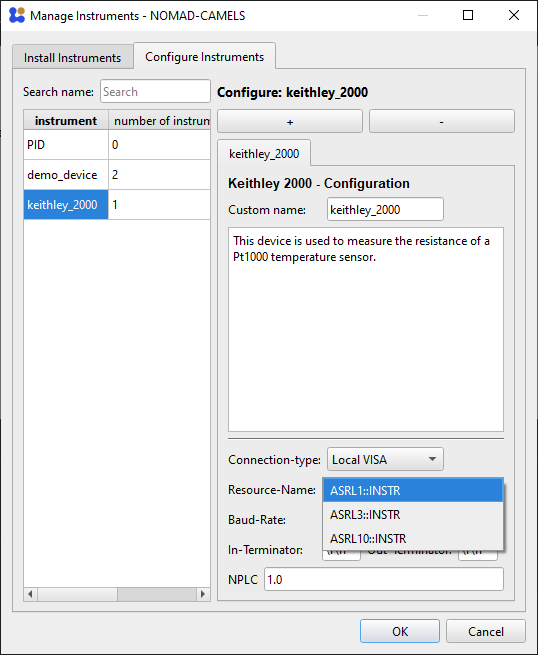 Manage Instruments - NOMAD-CAMELS
Install Instruments
Configure Instruments
Search name:
Search
Configure: keithley_2000
instrument
number of instrum
+
-
PID
0
demo_device
2
keithley_2000
1
keithley_2000
Keithley 2000 - Configuration
Custom name:
keithley_2000
This device is used to measure the resistance of a
Pt1000 temperature sensor.
Connection-type:
Local VISA
Resource-Name:
ASRL1::INSTR
ASRL3::INSTR
ASRL10::INSTR
Baud-Rate:
In-Terminator:
NPLC
1.0
OK
Cancel